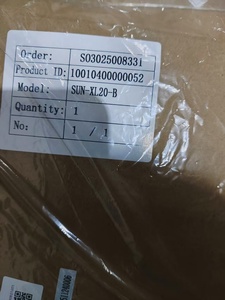 Order: S03025008331
Product ID: 10010400000052
Model: SUN-XL20-B
Quantity: 1
No: 1 / 1